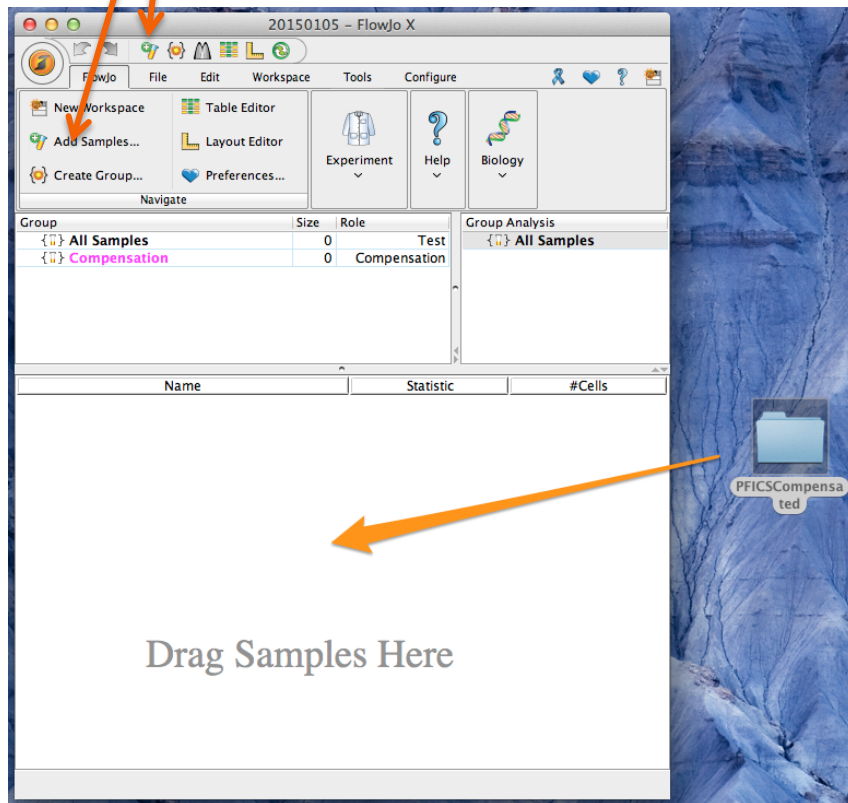 20150105 – FlowJo X
FlowJo File Edit Workspace Tools Configure
New Workspace Table Editor
Add Samples... Layout Editor
Create Group... Preferences...
Navigate
Experiment Help Biology
Group Size Role Group Analysis
All Samples 0 Test All Samples
Compensation 0 Compensation
Name Statistic #Cells
PFICSCompensa
ted
Drag Samples Here